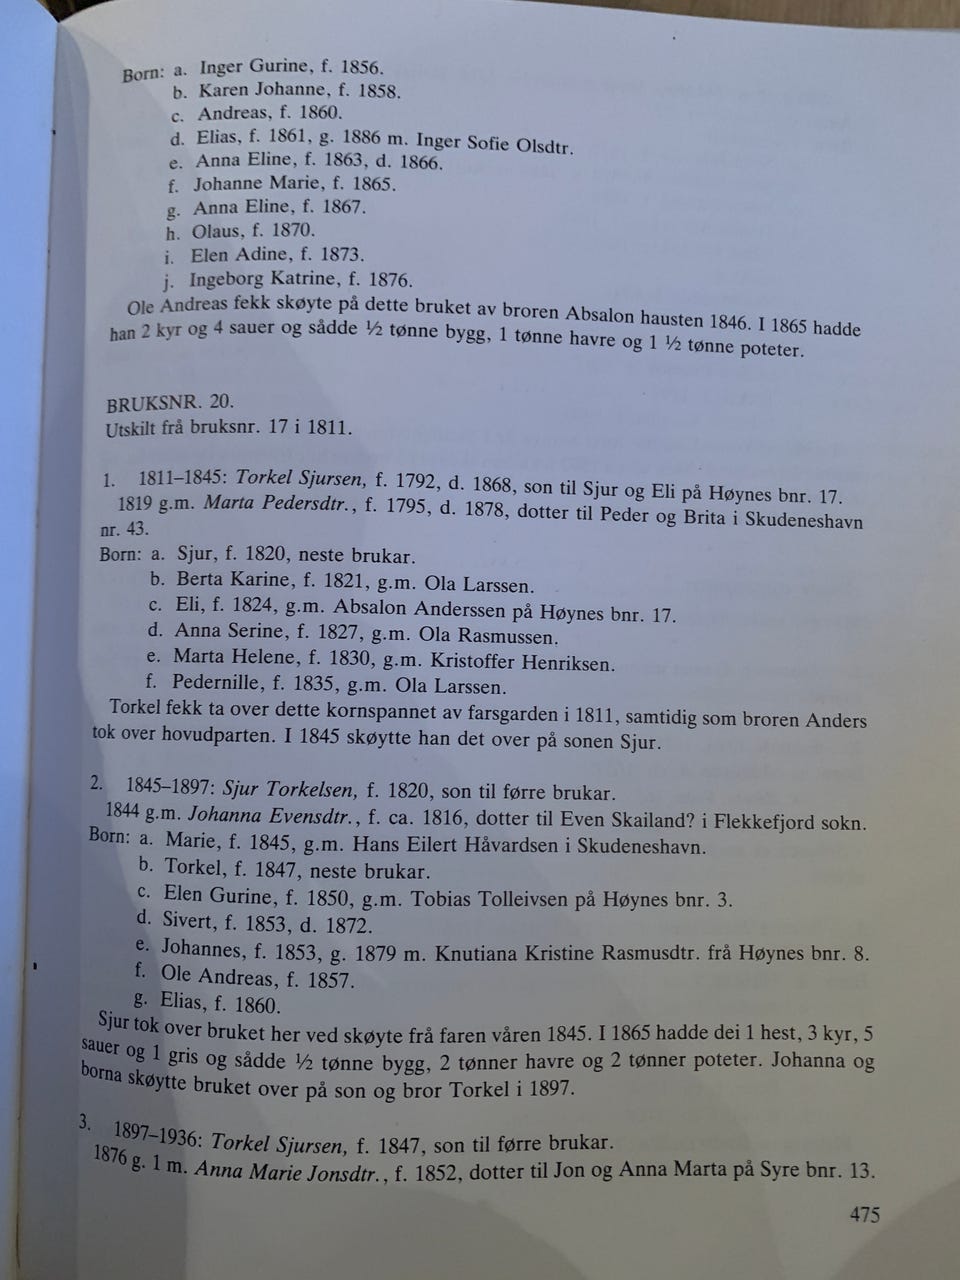 Born: a. Inger Gurine, f. 1856.
b. Karen Johanne, f. 1858.
c. Andreas, f. 1860.
d. Elias, f. 1861, g. 1886 m. Inger Sofie Olsdtr.
e. Anna Eline, f. 1863, d. 1866.
f. Johanne Marie, f. 1865.
g. Anna Eline, f. 1867.
h. Olaus, f. 1870.
i. Elen Adine, f. 1873.
j. Ingeborg Katrine, f. 1876.
Ole Andreas fekk skøyte på dette bruket av broren Absalon hausten 1846. I 1865 hadde
han 2 kyr og 4 sauer og sådde ½ tønne bygg, 1 tønne havre og 1 ½ tønne poteter.
BRUKSNR. 20.
Utskilt frå bruksnr. 17 i 1811.
1. 1811–1845: Torkel Sjursen, f. 1792, d. 1868, son til Sjur og Eli på Høynes bnr. 17.
1819 g.m. Marta Pedersdtr., f. 1795, d. 1878, dotter til Peder og Brita i Skudeneshavn
nr. 43.
Born: a. Sjur, f. 1820, neste brukar.
b. Berta Karine, f. 1821, g.m. Ola Larssen.
c. Eli, f. 1824, g.m. Absalon Anderssen på Høynes bnr. 17.
d. Anna Serine, f. 1827, g.m. Ola Rasmussen.
e. Marta Helene, f. 1830, g.m. Kristoffer Henriksen.
f. Pedernille, f. 1835, g.m. Ola Larssen.
Torkel fekk ta over dette kornspannet av farsgarden i 1811, samtidig som broren Anders
tok over hovudparten. I 1845 skøytte han det over på sonen Sjur.
2. 1845–1897: Sjur Torkelsen, f. 1820, son til førre brukar.
1844 g.m. Johanna Evensdtr., f. ca. 1816, dotter til Even Skailand? i Flekkefjord sokn.
Born: a. Marie, f. 1845, g.m. Hans Eilert Håvardsen i Skudeneshavn.
b. Torkel, f. 1847, neste brukar.
c. Elen Gurine, f. 1850, g.m. Tobias Tolleivsen på Høynes bnr. 3.
d. Sivert, f. 1853, d. 1872.
e. Johannes, f. 1853, g. 1879 m. Knutiana Kristine Rasmusdtr. frå Høynes bnr. 8.
f. Ole Andreas, f. 1857.
g. Elias, f. 1860.
Sjur tok over bruket her ved skøyte frå faren våren 1845. I 1865 hadde dei 1 hest, 3 kyr, 5
sauer og 1 gris og sådde ½ tønne bygg, 2 tønner havre og 2 tønner poteter. Johanna og
borna skøytte bruket over på son og bror Torkel i 1897.
3. 1897–1936: Torkel Sjursen, f. 1847, son til førre brukar.
1876 g. 1 m. Anna Marie Jonsdtr., f. 1852, dotter til Jon og Anna Marta på Syre bnr. 13.
475